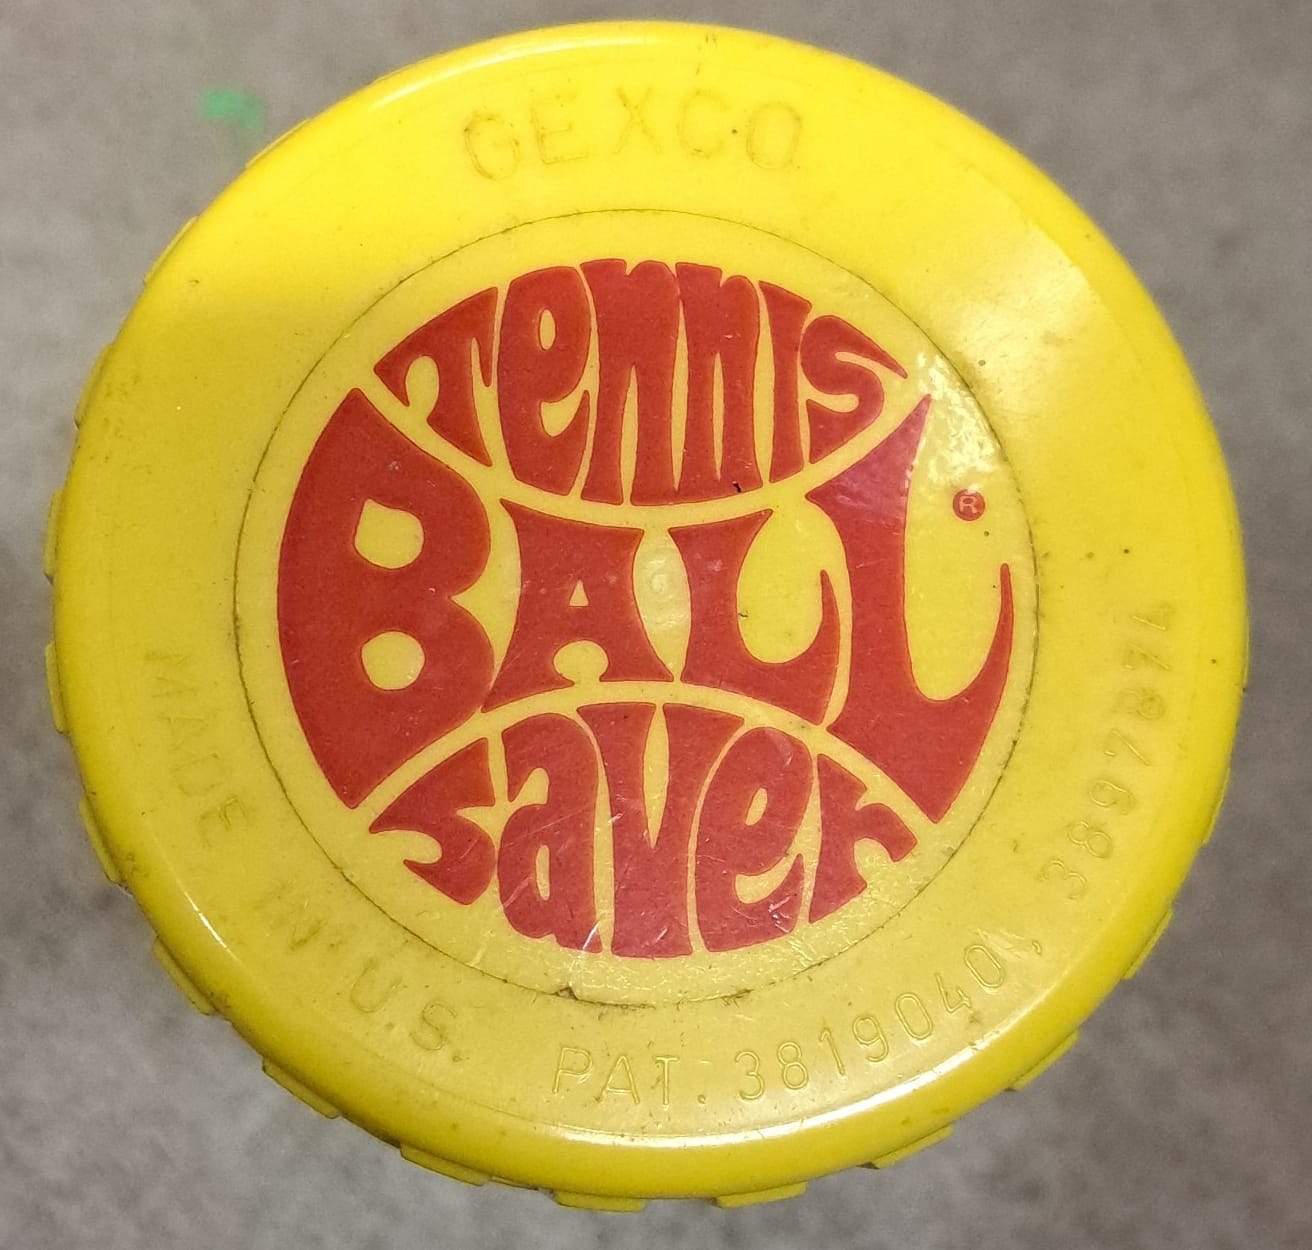 GEXCO
Tennis
BALL ®
Saver
MADE IN U.S.
PAT. 3819040, 3897874